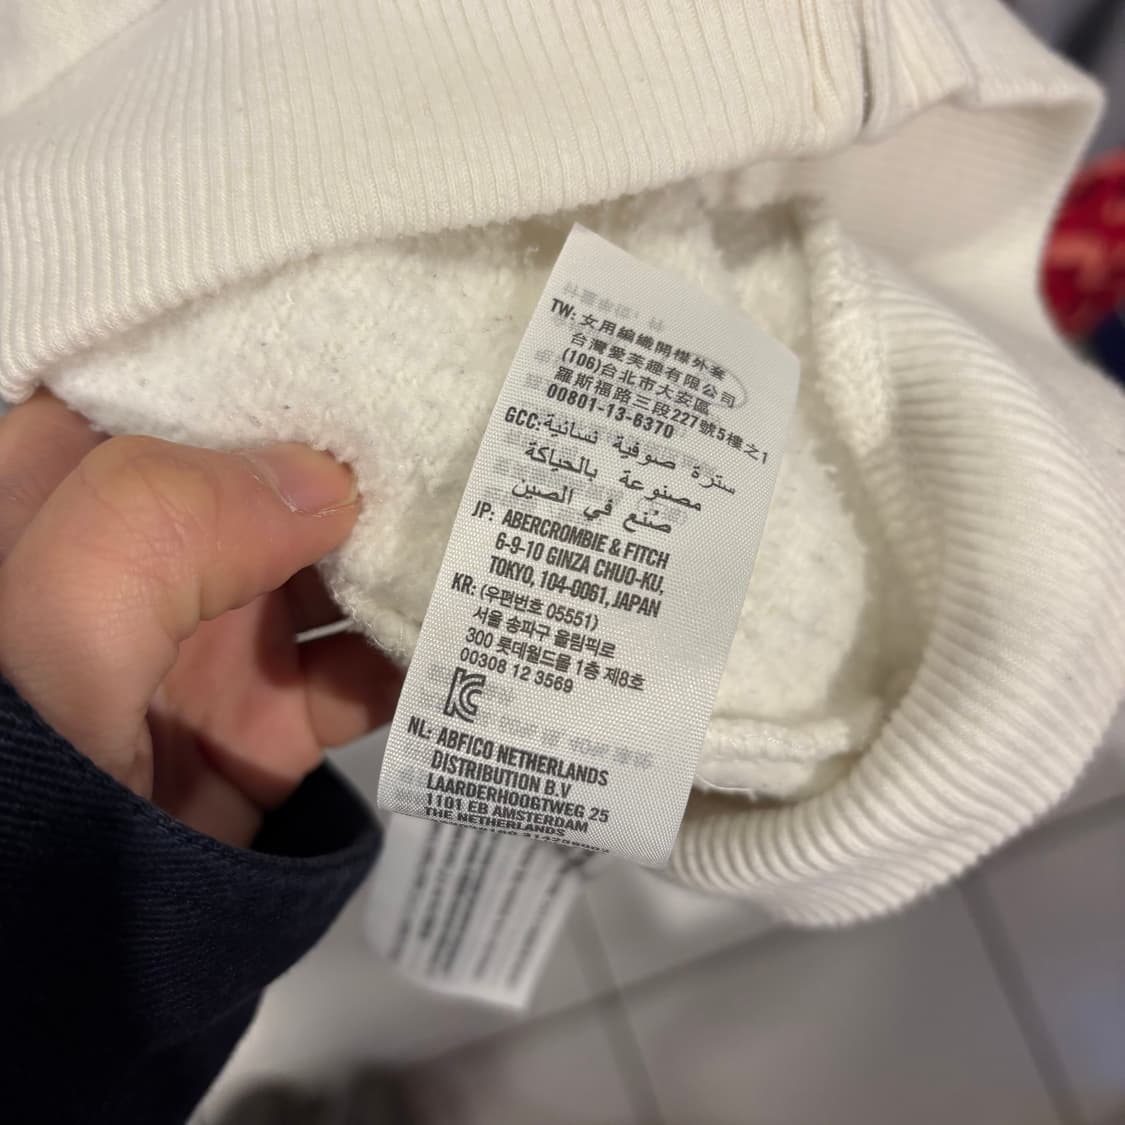 TW: 女用編織開襟外套
台灣愛芙趣有限公司
(106)台北市大安區
羅斯福路三段227號5樓之1
00801-13-6370
GCC: سترة صوفية نسائية
مصنوعة بالحياكة
صُنع في الصين
JP: ABERCROMBIE & FITCH
6-9-10 GINZA CHUO-KU,
TOKYO, 104-0061, JAPAN
KR: (우편번호 05551)
서울 송파구 올림픽로
300 롯데월드몰 1층 제8호
00308 12 3569
NL: ABFICO NETHERLANDS
DISTRIBUTION B.V
LAARDERHOOGTWEG 25
1101 EB AMSTERDAM
THE NETHERLANDS